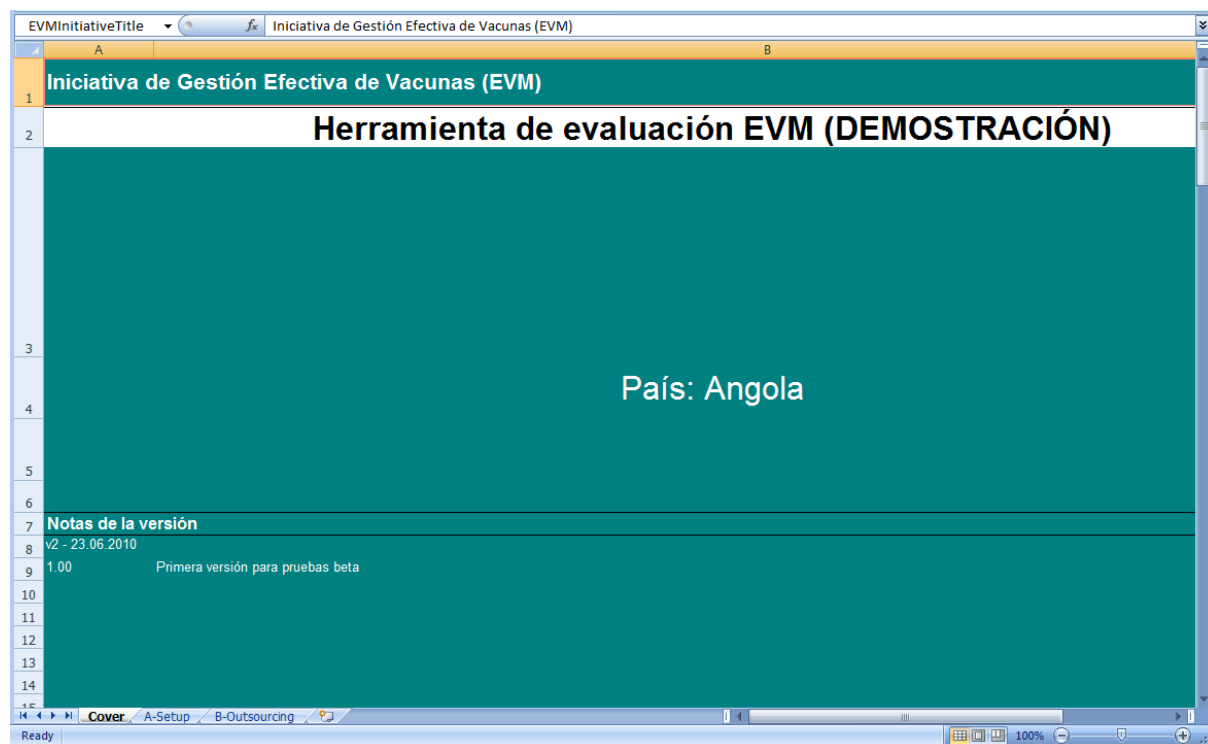 EVMInitiativeTitle fx Iniciativa de Gestión Efectiva de Vacunas (EVM)
A B
1 Iniciativa de Gestión Efectiva de Vacunas (EVM)
2 Herramienta de evaluación EVM (DEMOSTRACIÓN)
3
4 País: Angola
5
6
7 Notas de la versión
8 v2 - 23.06.2010
9 1.00 Primera versión para pruebas beta
10
11
12
13
14
15
Cover A-Setup B-Outsourcing
Ready 100%